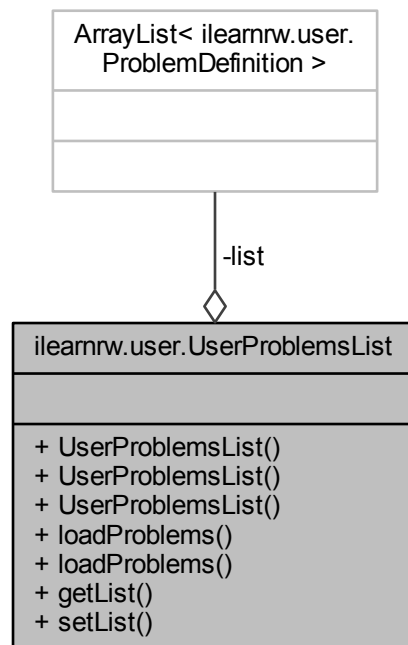 ArrayList< ilearnrw.user.
ProblemDefinition >
-list
ilearnrw.user.UserProblemsList
+ UserProblemsList()
+ UserProblemsList()
+ UserProblemsList()
+ loadProblems()
+ loadProblems()
+ getList()
+ setList()